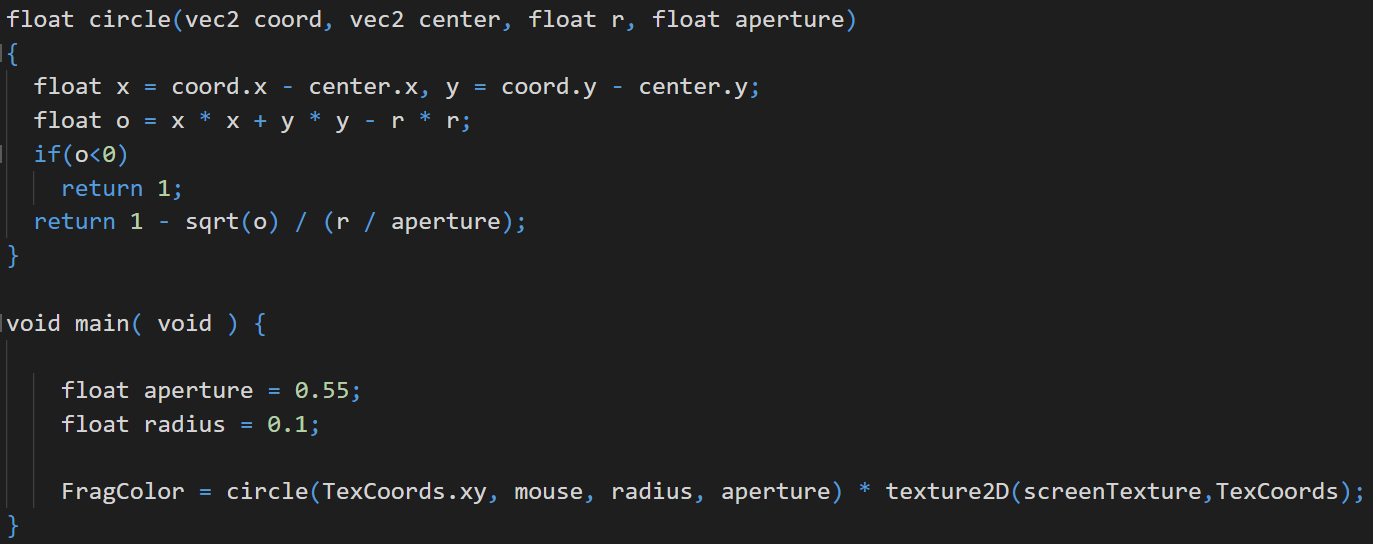 float circle(vec2 coord, vec2 center, float r, float aperture)
{
  float x = coord.x - center.x, y = coord.y - center.y;
  float o = x * x + y * y - r * r;
  if(o<0)
    return 1;
  return 1 - sqrt(o) / (r / aperture);
}

void main( void ) {

    float aperture = 0.55;
    float radius = 0.1;

    FragColor = circle(TexCoords.xy, mouse, radius, aperture) * texture2D(screenTexture,TexCoords);
}